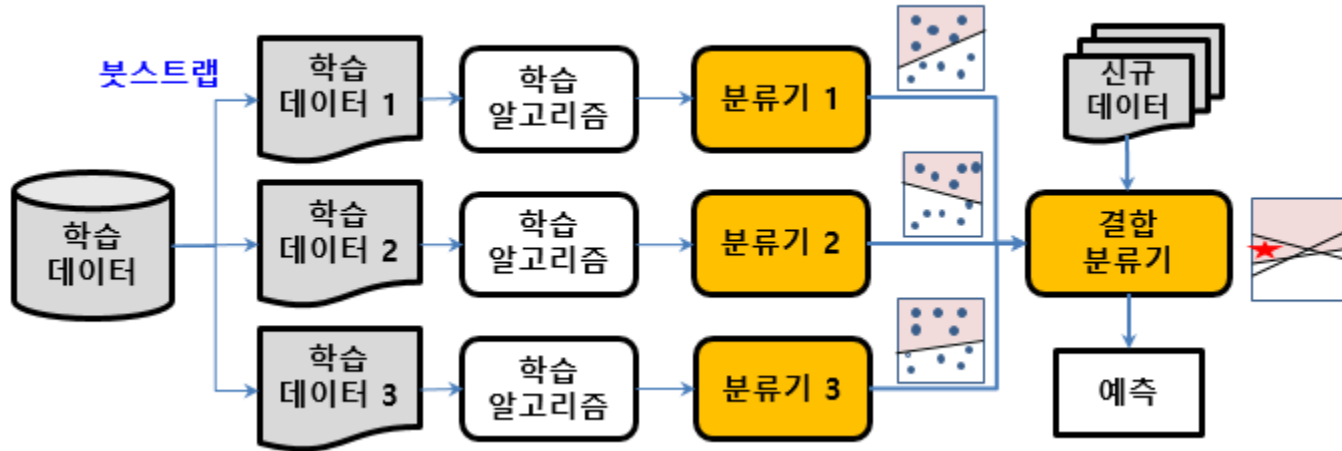 붓스트랩
학습
데이터
학습
데이터 1
학습
알고리즘
분류기 1
학습
데이터 2
학습
알고리즘
분류기 2
학습
데이터 3
학습
알고리즘
분류기 3
신규
데이터
결합
분류기
예측